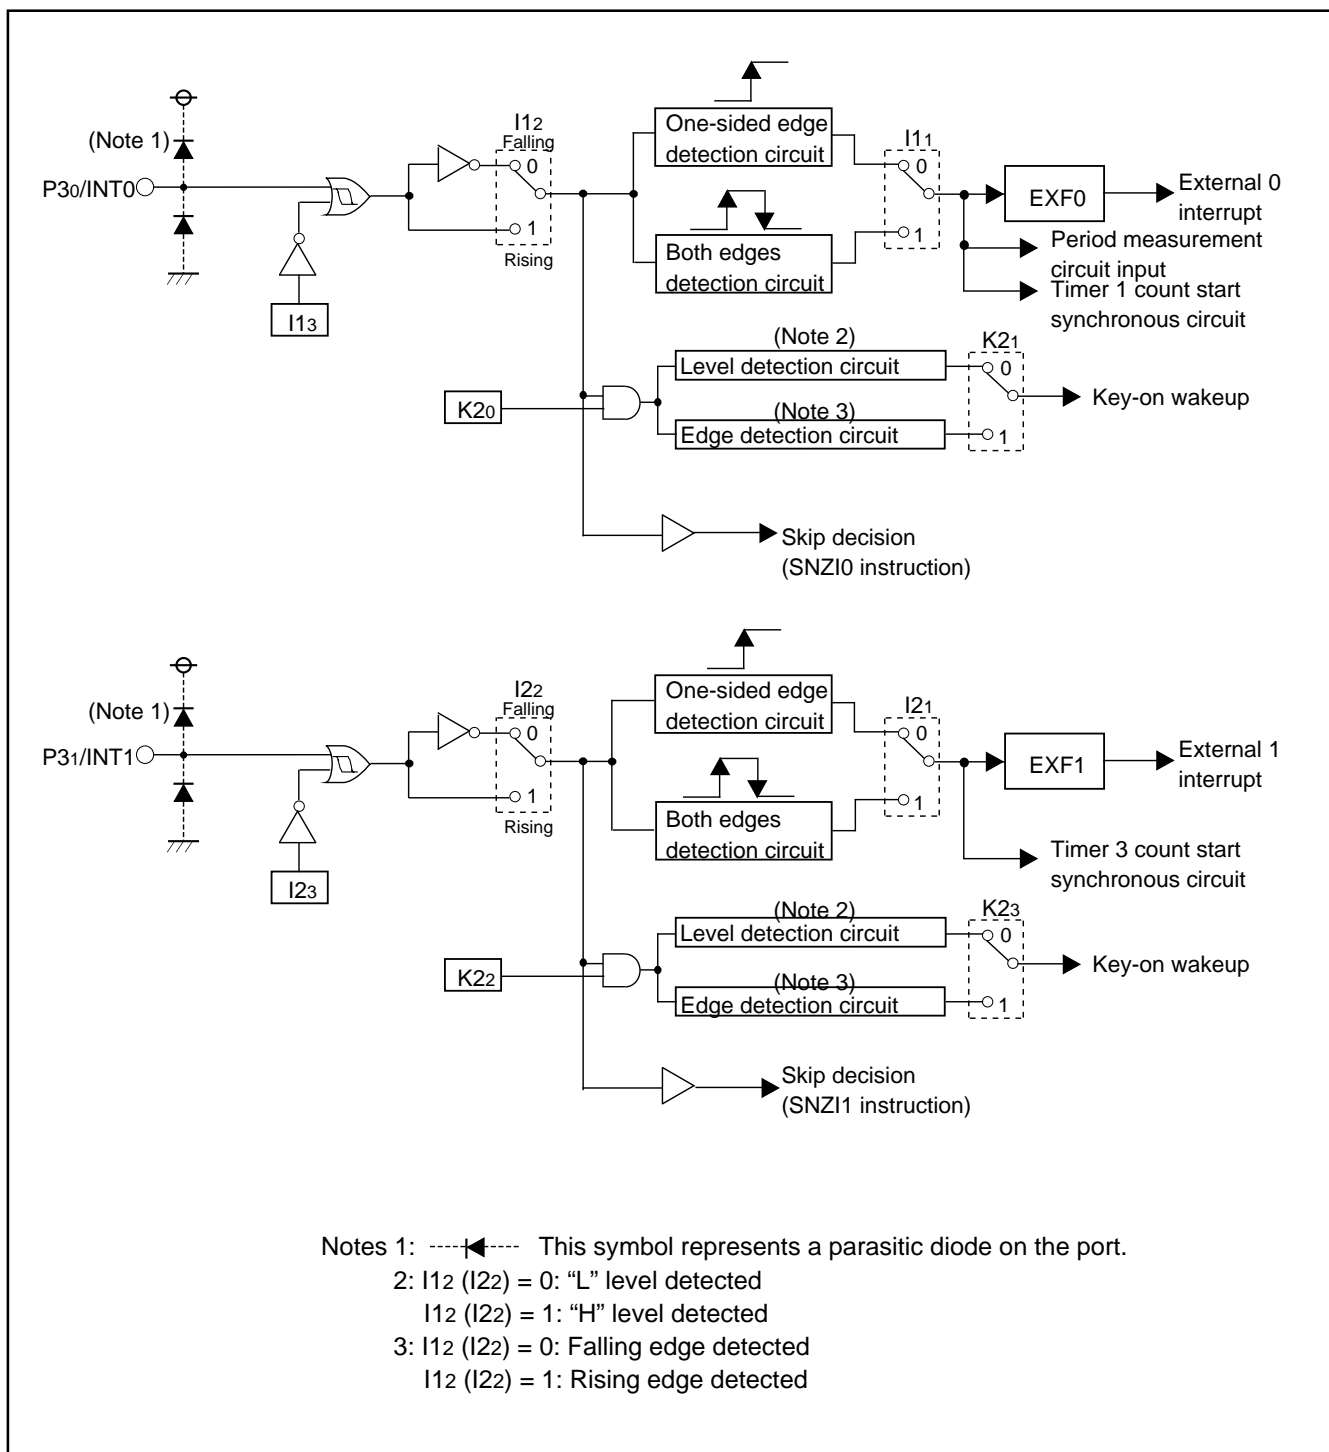 I12
Falling
(Note 1)
0
P30/INT0
1
Rising
I13
One-sided edge
detection circuit
Both edges
detection circuit
I11
0
1
EXF0
External 0
interrupt
Period measurement
circuit input
Timer 1 count start
synchronous circuit
(Note 2)
Level detection circuit
K20
(Note 3)
Edge detection circuit
K21
0
1
Key-on wakeup
Skip decision
(SNZI0 instruction)
I22
Falling
(Note 1)
0
P31/INT1
1
Rising
I23
One-sided edge
detection circuit
Both edges
detection circuit
I21
0
1
EXF1
External 1
interrupt
Timer 3 count start
synchronous circuit
(Note 2)
Level detection circuit
K22
(Note 3)
Edge detection circuit
K23
0
1
Key-on wakeup
Skip decision
(SNZI1 instruction)
Notes 1: This symbol represents a parasitic diode on the port.
2: I12 (I22) = 0: “L” level detected
I12 (I22) = 1: “H” level detected
3: I12 (I22) = 0: Falling edge detected
I12 (I22) = 1: Rising edge detected